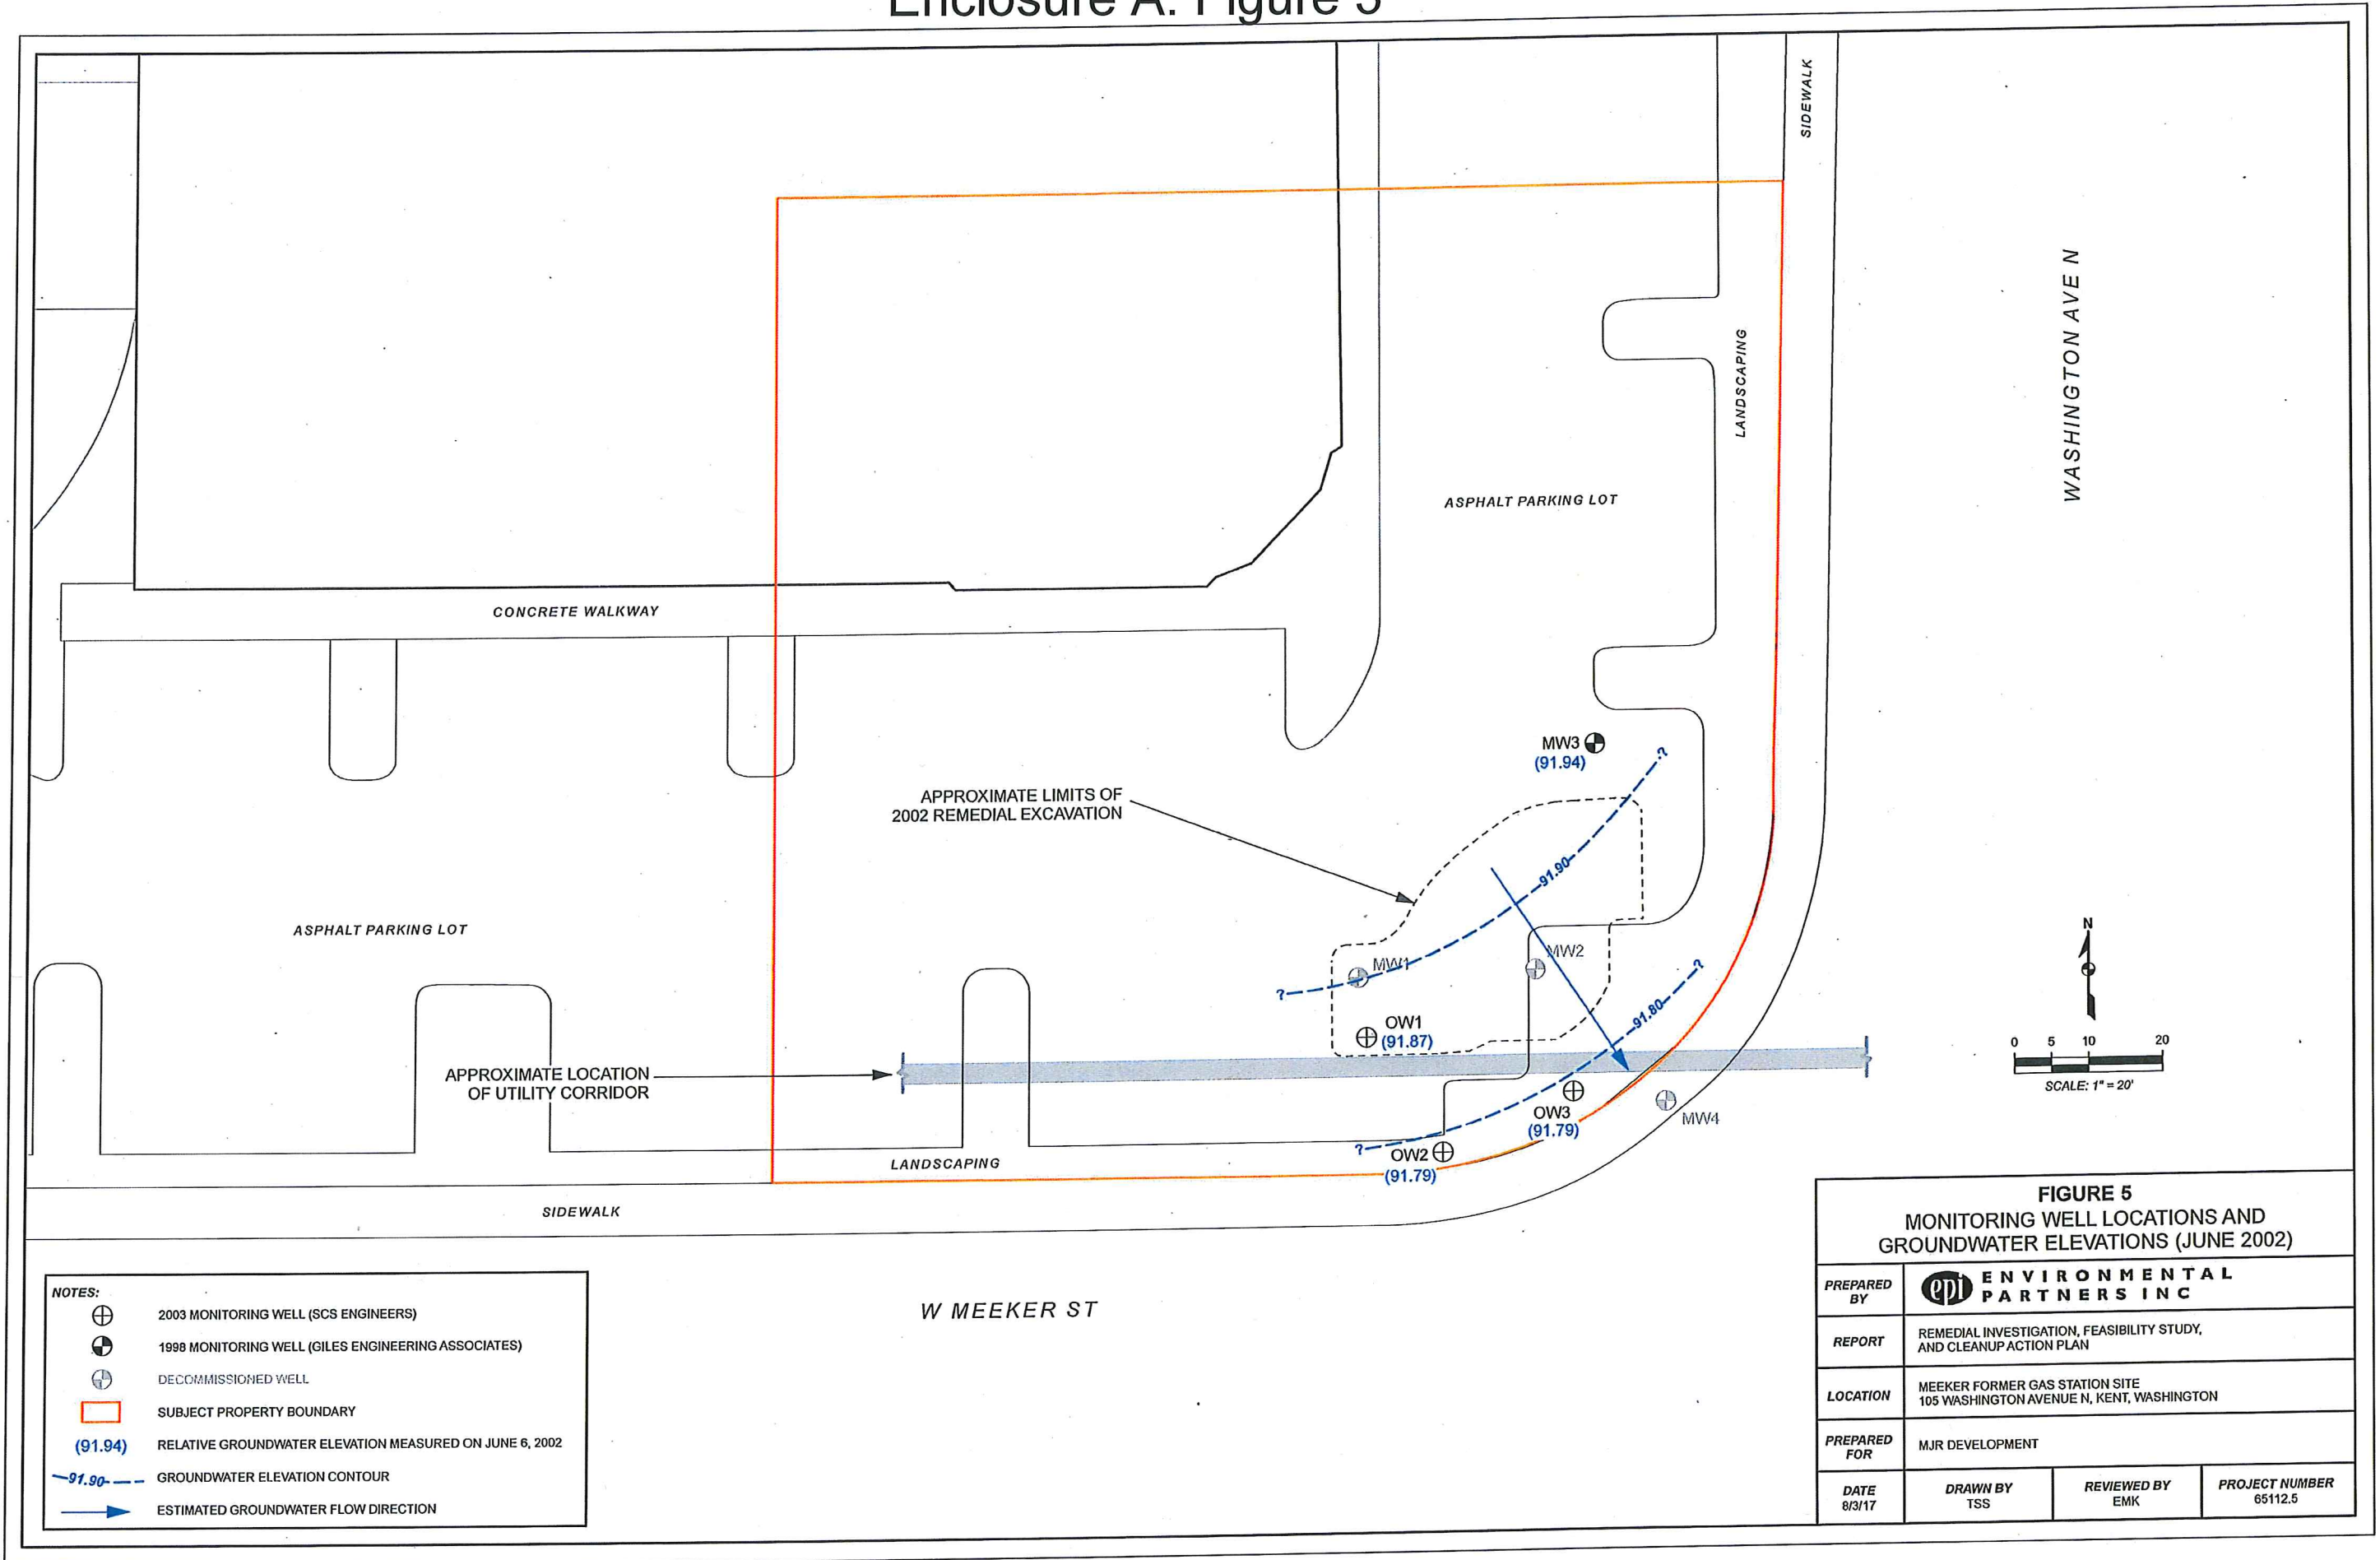 Enclosure A. Figure 5
SIDEWALK
WASHINGTON AVE N
LANDSCAPING
ASPHALT PARKING LOT
CONCRETE WALKWAY
MW3
(91.94)
?
APPROXIMATE LIMITS OF
2002 REMEDIAL EXCAVATION
91.90
ASPHALT PARKING LOT
MW2
MW1
?
?
91.80
OW1
(91.87)
APPROXIMATE LOCATION
OF UTILITY CORRIDOR
OW3
(91.79)
MW4
?
OW2
(91.79)
LANDSCAPING
SIDEWALK
W MEEKER ST
N
0 5 10 20
SCALE: 1" = 20'
NOTES:
2003 MONITORING WELL (SCS ENGINEERS)
1998 MONITORING WELL (GILES ENGINEERING ASSOCIATES)
DECOMMISSIONED WELL
SUBJECT PROPERTY BOUNDARY
(91.94) RELATIVE GROUNDWATER ELEVATION MEASURED ON JUNE 6, 2002
91.90 GROUNDWATER ELEVATION CONTOUR
ESTIMATED GROUNDWATER FLOW DIRECTION
FIGURE 5
MONITORING WELL LOCATIONS AND
GROUNDWATER ELEVATIONS (JUNE 2002)
PREPARED
BY
epi
ENVIRONMENTAL
PARTNERS INC
REPORT
REMEDIAL INVESTIGATION, FEASIBILITY STUDY,
AND CLEANUP ACTION PLAN
LOCATION
MEEKER FORMER GAS STATION SITE
105 WASHINGTON AVENUE N, KENT, WASHINGTON
PREPARED
FOR
MJR DEVELOPMENT
DATE
8/3/17
DRAWN BY
TSS
REVIEWED BY
EMK
PROJECT NUMBER
65112.5